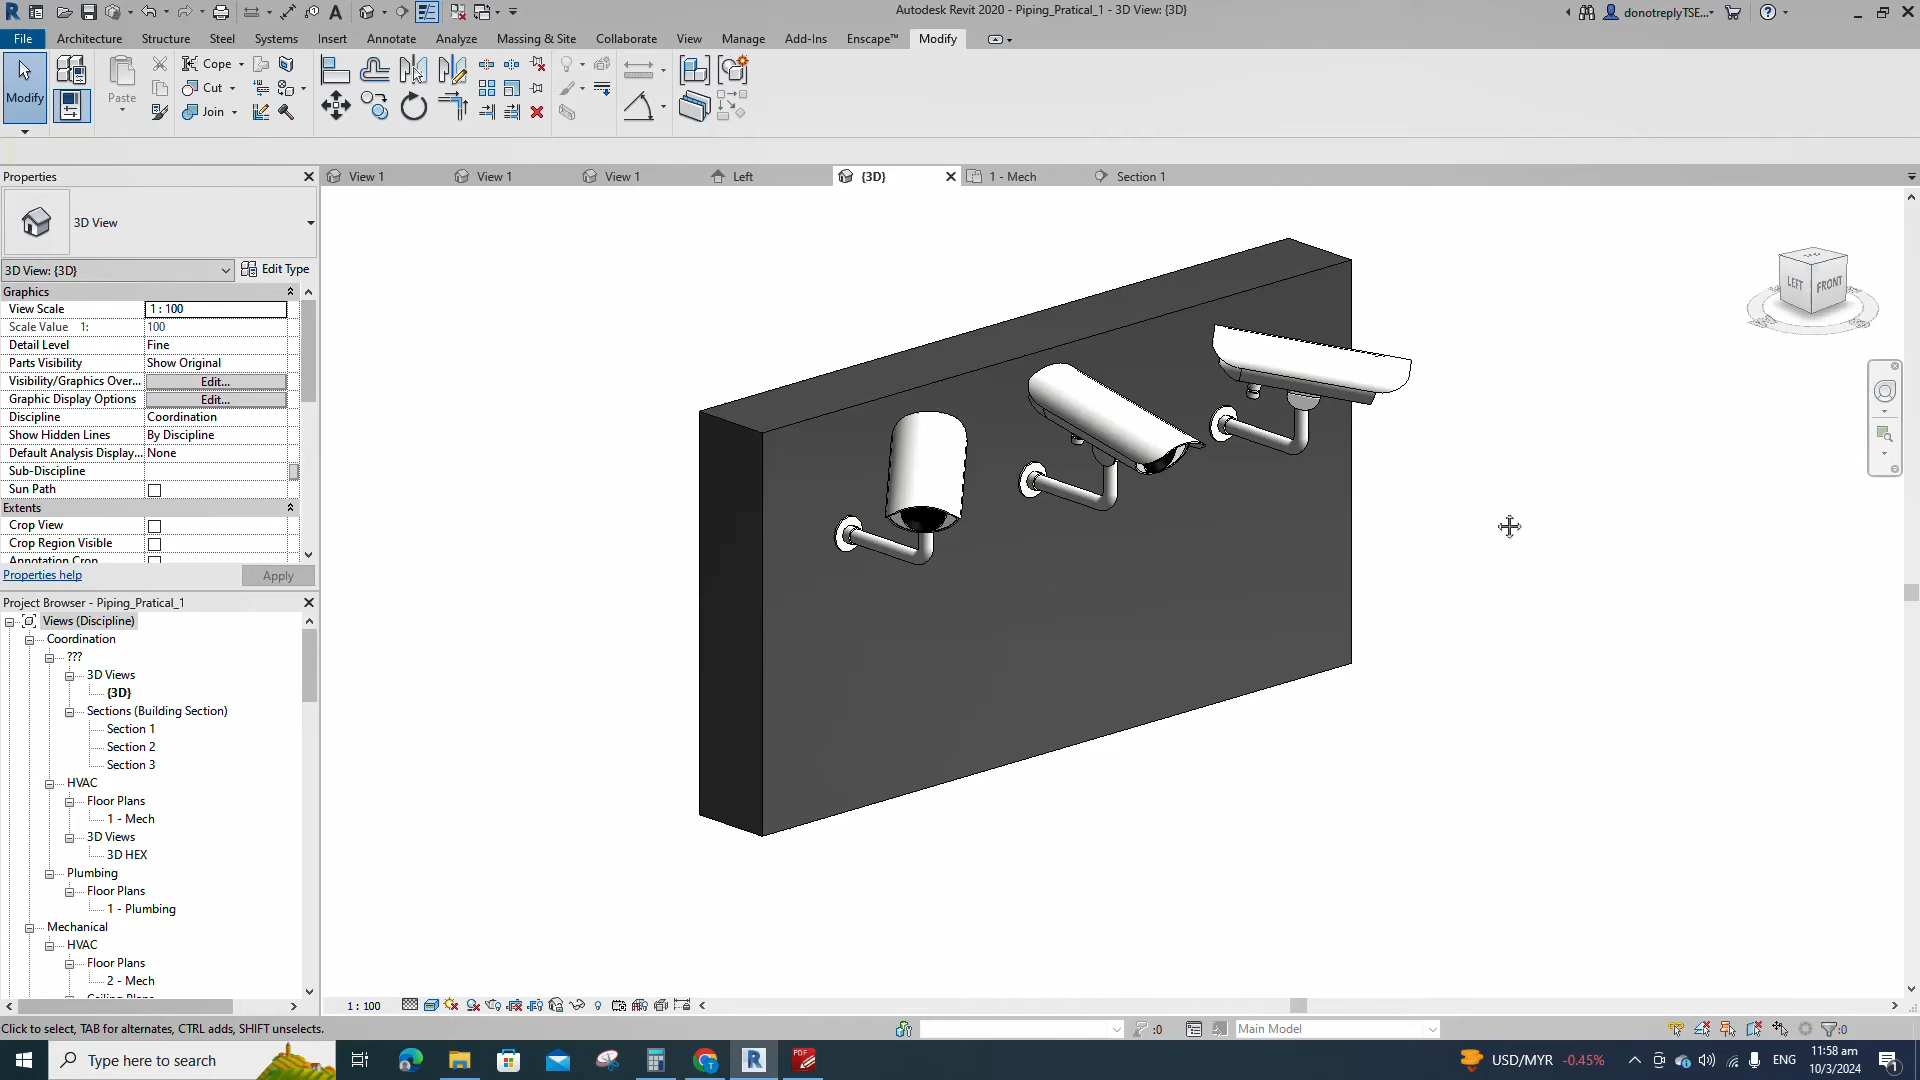 Autodesk Revit 2020 - Piping_Pratical_1 - 3D View: {3D}
donotreplyTSE...
File Architecture Structure Steel Systems Insert Annotate Analyze Massing & Site Collaborate View Manage Add-Ins Enscape™ Modify
Modify
Paste
Cope
Cut
Join
Properties
View 1
View 1
View 1
Left
{3D}
1 - Mech
Section 1
3D View
3D View: {3D}
Edit Type
Graphics
View Scale 1 : 100
Scale Value 1: 100
Detail Level Fine
Parts Visibility Show Original
Visibility/Graphics Over... Edit...
Graphic Display Options Edit...
Discipline Coordination
Show Hidden Lines By Discipline
Default Analysis Display... None
Sub-Discipline
Sun Path
Extents
Crop View
Crop Region Visible
Annotation Crop
Properties help
Apply
LEFT
FRONT
Project Browser - Piping_Pratical_1
Views (Discipline)
Coordination
???
3D Views
{3D}
Sections (Building Section)
Section 1
Section 2
Section 3
HVAC
Floor Plans
1 - Mech
3D Views
3D HEX
Plumbing
Floor Plans
1 - Plumbing
Mechanical
HVAC
Floor Plans
2 - Mech
Ceiling Plans
1 : 100
Click to select, TAB for alternates, CTRL adds, SHIFT unselects.
:0
Main Model
:0
Type here to search
PDF
USD/MYR -0.45%
ENG
11:58 am
10/3/2024
1